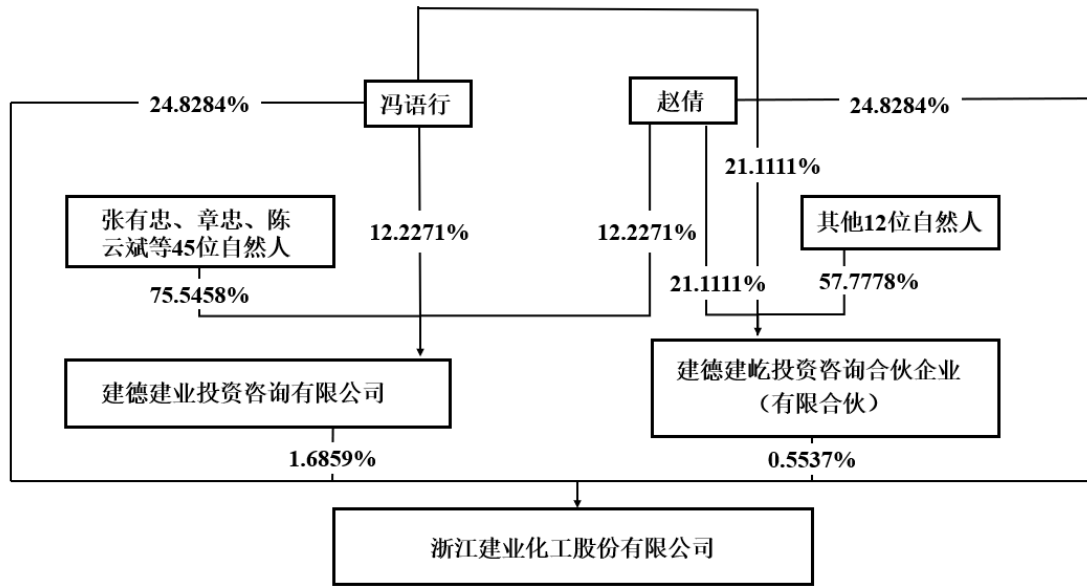 冯语行
赵倩
24.8284%
24.8284%
21.1111%
张有忠、章忠、陈
云斌等45位自然人
其他12位自然人
12.2271%
12.2271%
75.5458%
21.1111%
57.7778%
建德建业投资咨询有限公司
建德建屹投资咨询合伙企业
（有限合伙）
1.6859%
0.5537%
浙江建业化工股份有限公司